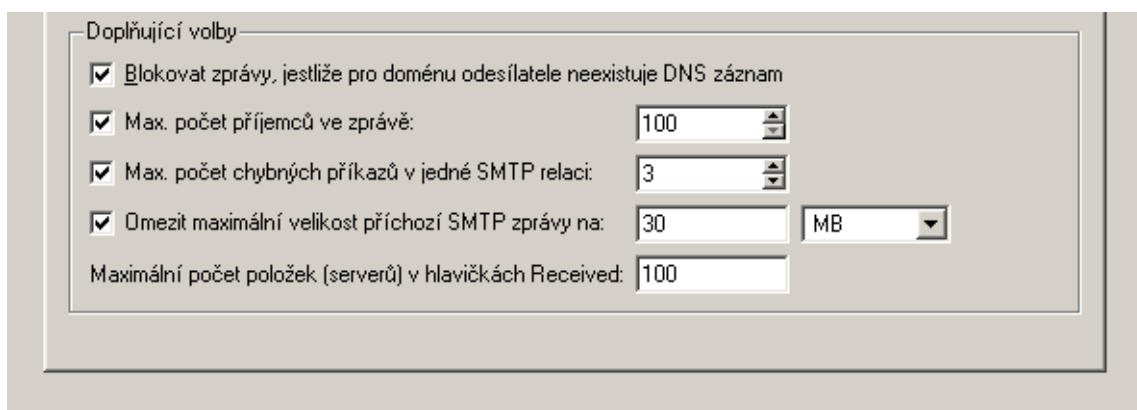 Doplňující volby
Blokovat zprávy, jestliže pro doménu odesílatele neexistuje DNS záznam
Max. počet příjemců ve zprávě: 100
Max. počet chybných příkazů v jedné SMTP relaci: 3
Omezit maximální velikost příchozí SMTP zprávy na: 30 MB
Maximální počet položek (serverů) v hlavičkách Received: 100